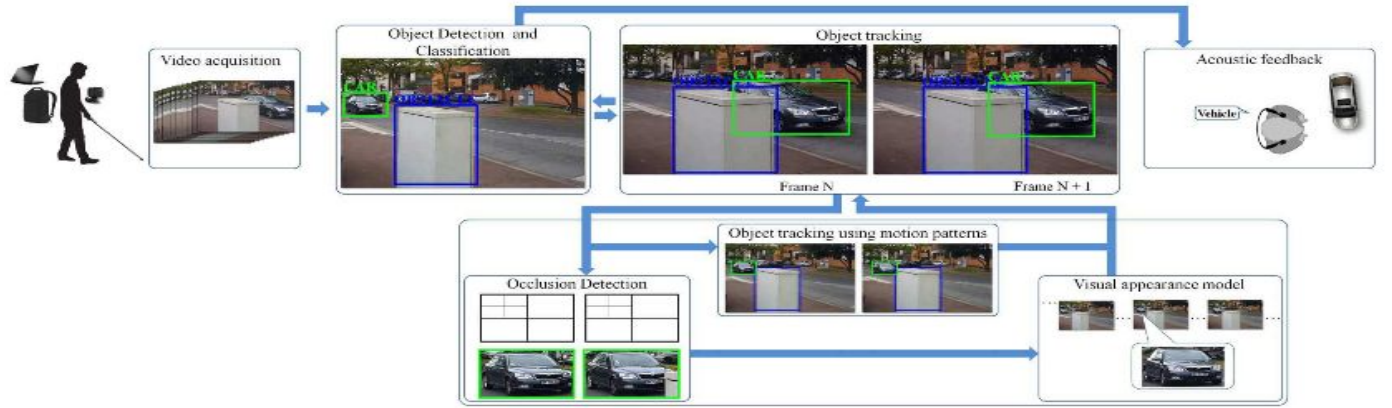 Video acquisition
Object Detection and
Classification
CAR
OBSTACLE
Object tracking
CAR
CAR
Frame N
Frame N + 1
Acoustic feedback
Vehicle
Object tracking using motion patterns
Occlusion Detection
Visual appearance model